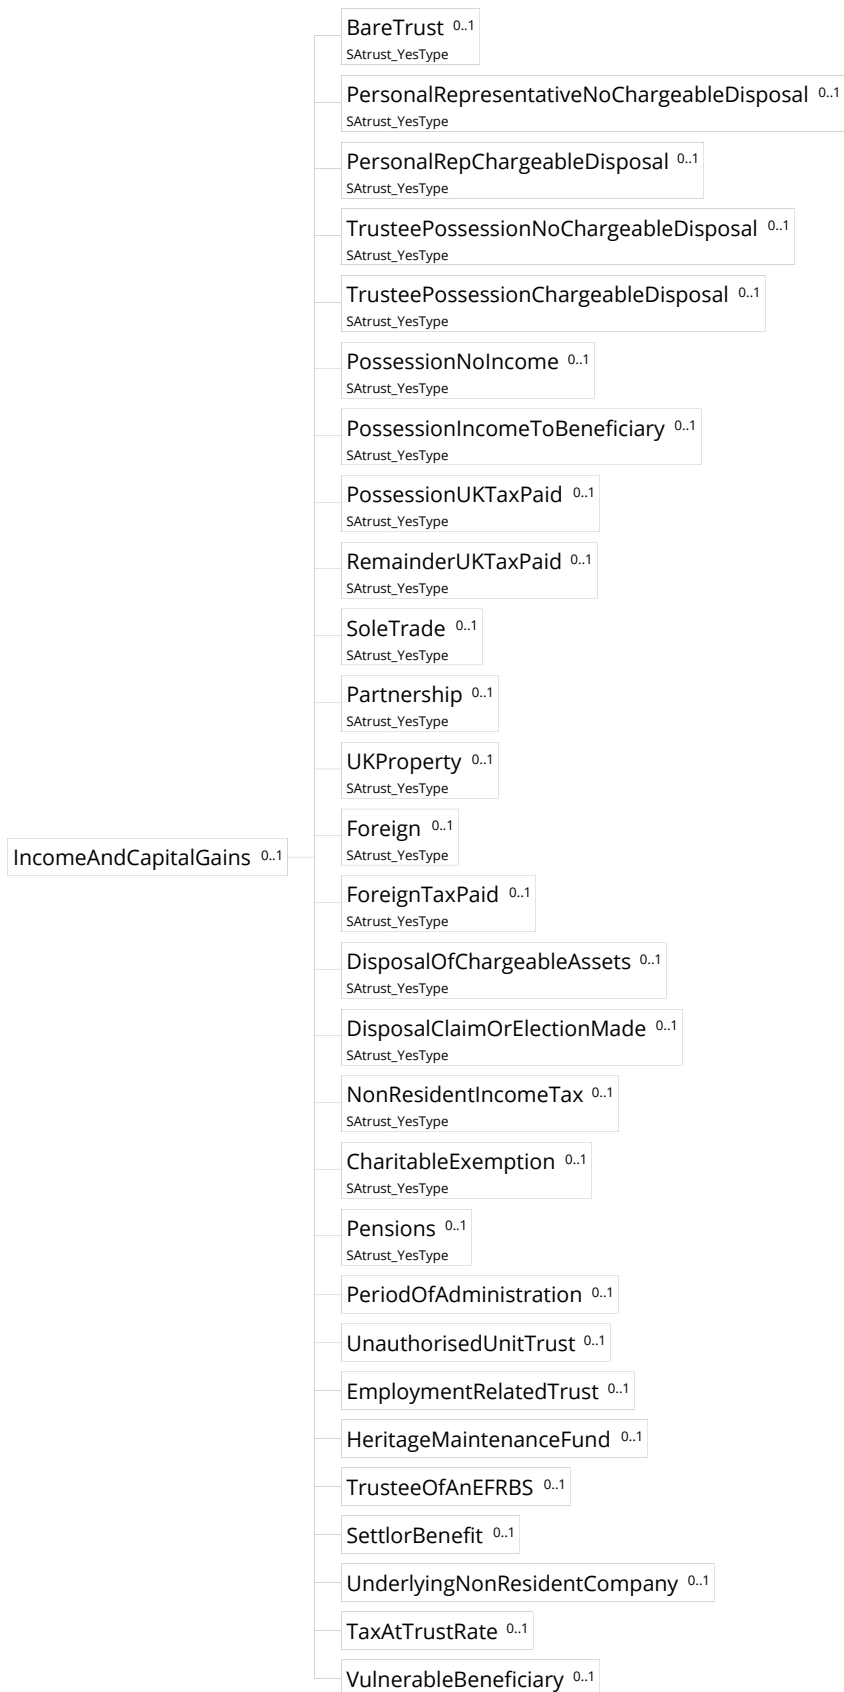 BareTrust 0..1
SAtrust_YesType
PersonalRepresentativeNoChargeableDisposal 0..1
SAtrust_YesType
PersonalRepChargeableDisposal 0..1
SAtrust_YesType
TrusteePossessionNoChargeableDisposal 0..1
SAtrust_YesType
TrusteePossessionChargeableDisposal 0..1
SAtrust_YesType
PossessionNoIncome 0..1
SAtrust_YesType
PossessionIncomeToBeneficiary 0..1
SAtrust_YesType
PossessionUKTaxPaid 0..1
SAtrust_YesType
RemainderUKTaxPaid 0..1
SAtrust_YesType
SoleTrade 0..1
SAtrust_YesType
Partnership 0..1
SAtrust_YesType
UKProperty 0..1
SAtrust_YesType
Foreign 0..1
SAtrust_YesType
IncomeAndCapitalGains 0..1
ForeignTaxPaid 0..1
SAtrust_YesType
DisposalOfChargeableAssets 0..1
SAtrust_YesType
DisposalClaimOrElectionMade 0..1
SAtrust_YesType
NonResidentIncomeTax 0..1
SAtrust_YesType
CharitableExemption 0..1
SAtrust_YesType
Pensions 0..1
SAtrust_YesType
PeriodOfAdministration 0..1
UnauthorisedUnitTrust 0..1
EmploymentRelatedTrust 0..1
HeritageMaintenanceFund 0..1
TrusteeOfAnEFRBS 0..1
SettlorBenefit 0..1
UnderlyingNonResidentCompany 0..1
TaxAtTrustRate 0..1
VulnerableBeneficiary 0..1